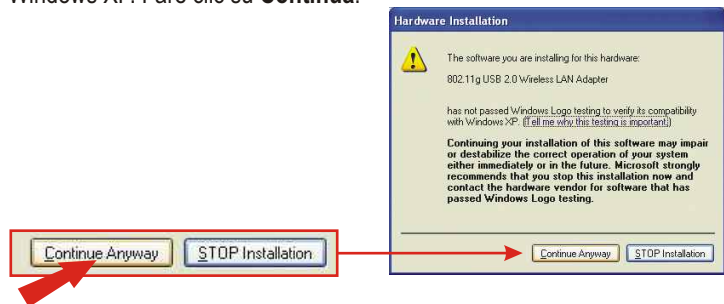 Windows XP. Fare clic su Continua.
Hardware Installation
The software you are installing for this hardware:
802.11g USB 2.0 Wireless LAN Adapter
has not passed Windows Logo testing to verify its compatibility
with Windows XP. (Tell me why this testing is important.)
Continuing your installation of this software may impair
or destabilize the correct operation of your system
either immediately or in the future. Microsoft strongly
recommends that you stop this installation now and
contact the hardware vendor for software that has
passed Windows Logo testing.
Continue Anyway STOP Installation
Continue Anyway STOP Installation